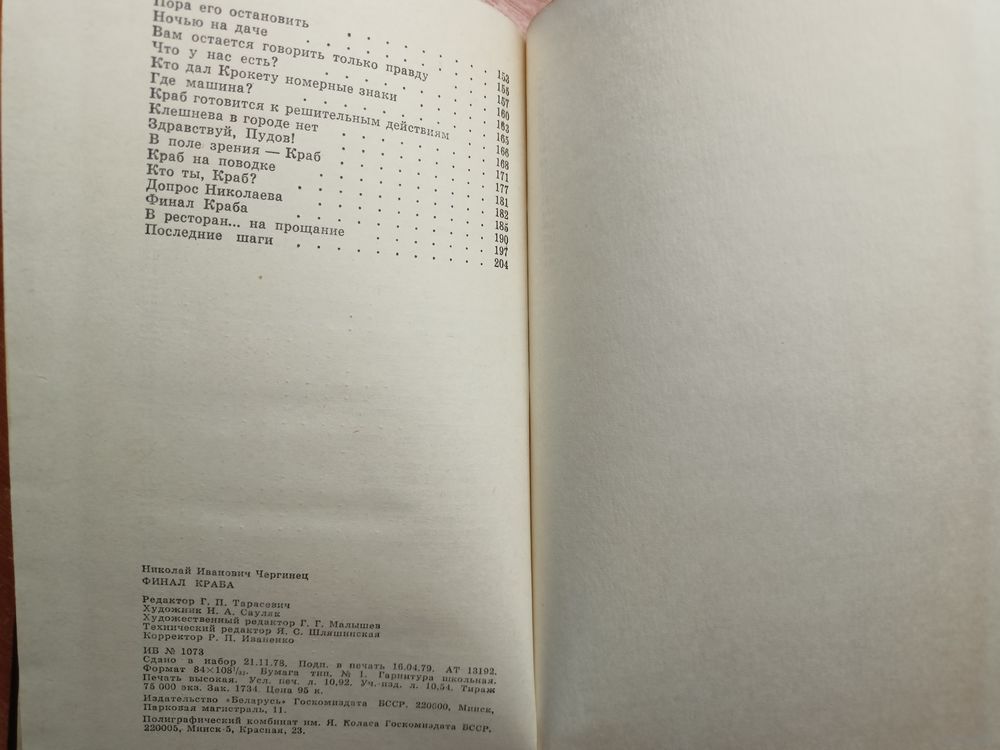 Пора его остановить . . . . . . . 153
Ночью на даче . . . . . . . . 155
Вам остается говорить только правду . . . 157
Что у нас есть? . . . . . . . . 160
Кто дал Крокету номерные знаки . . . . 163
Где машина? . . . . . . . . . 165
Краб готовится к решительным действиям . . 166
Клешнева в городе нет . . . . . . . 168
Здравствуй, Пудов! . . . . . . . . 171
В поле зрения — Краб . . . . . . . 177
Краб на поводке . . . . . . . . 181
Кто ты, Краб? . . . . . . . . . 182
Допрос Николаева . . . . . . . . 185
Финал Краба . . . . . . . . . 190
В ресторан... на прощание . . . . . . 197
Последние шаги . . . . . . . . . 204
Николай Иванович Чергинец
ФИНАЛ КРАБА
Редактор Г. П. Тарасевич
Художник Н. А. Сауляк
Художественный редактор Г. Г. Малышев
Технический редактор Я. С. Шляшинская
Корректор Р. П. Иваненко
ИБ № 1073
Сдано в набор 21.11.78. Подп. в печать 16.04.79. АТ 13192.
Формат 84×108¹/₃₂. Бумага тип. № 1. Гарнитура школьная.
Печать высокая. Усл. печ. л. 10,92. Уч.-изд. л. 10,54. Тираж
75 000 экз. Зак. 1734. Цена 95 к.
Издательство «Беларусь» Госкомиздата БССР. 220600, Минск,
Парковая магистраль, 11.
Полиграфический комбинат им. Я. Коласа Госкомиздата БССР.
220005, Минск-5, Красная, 23.